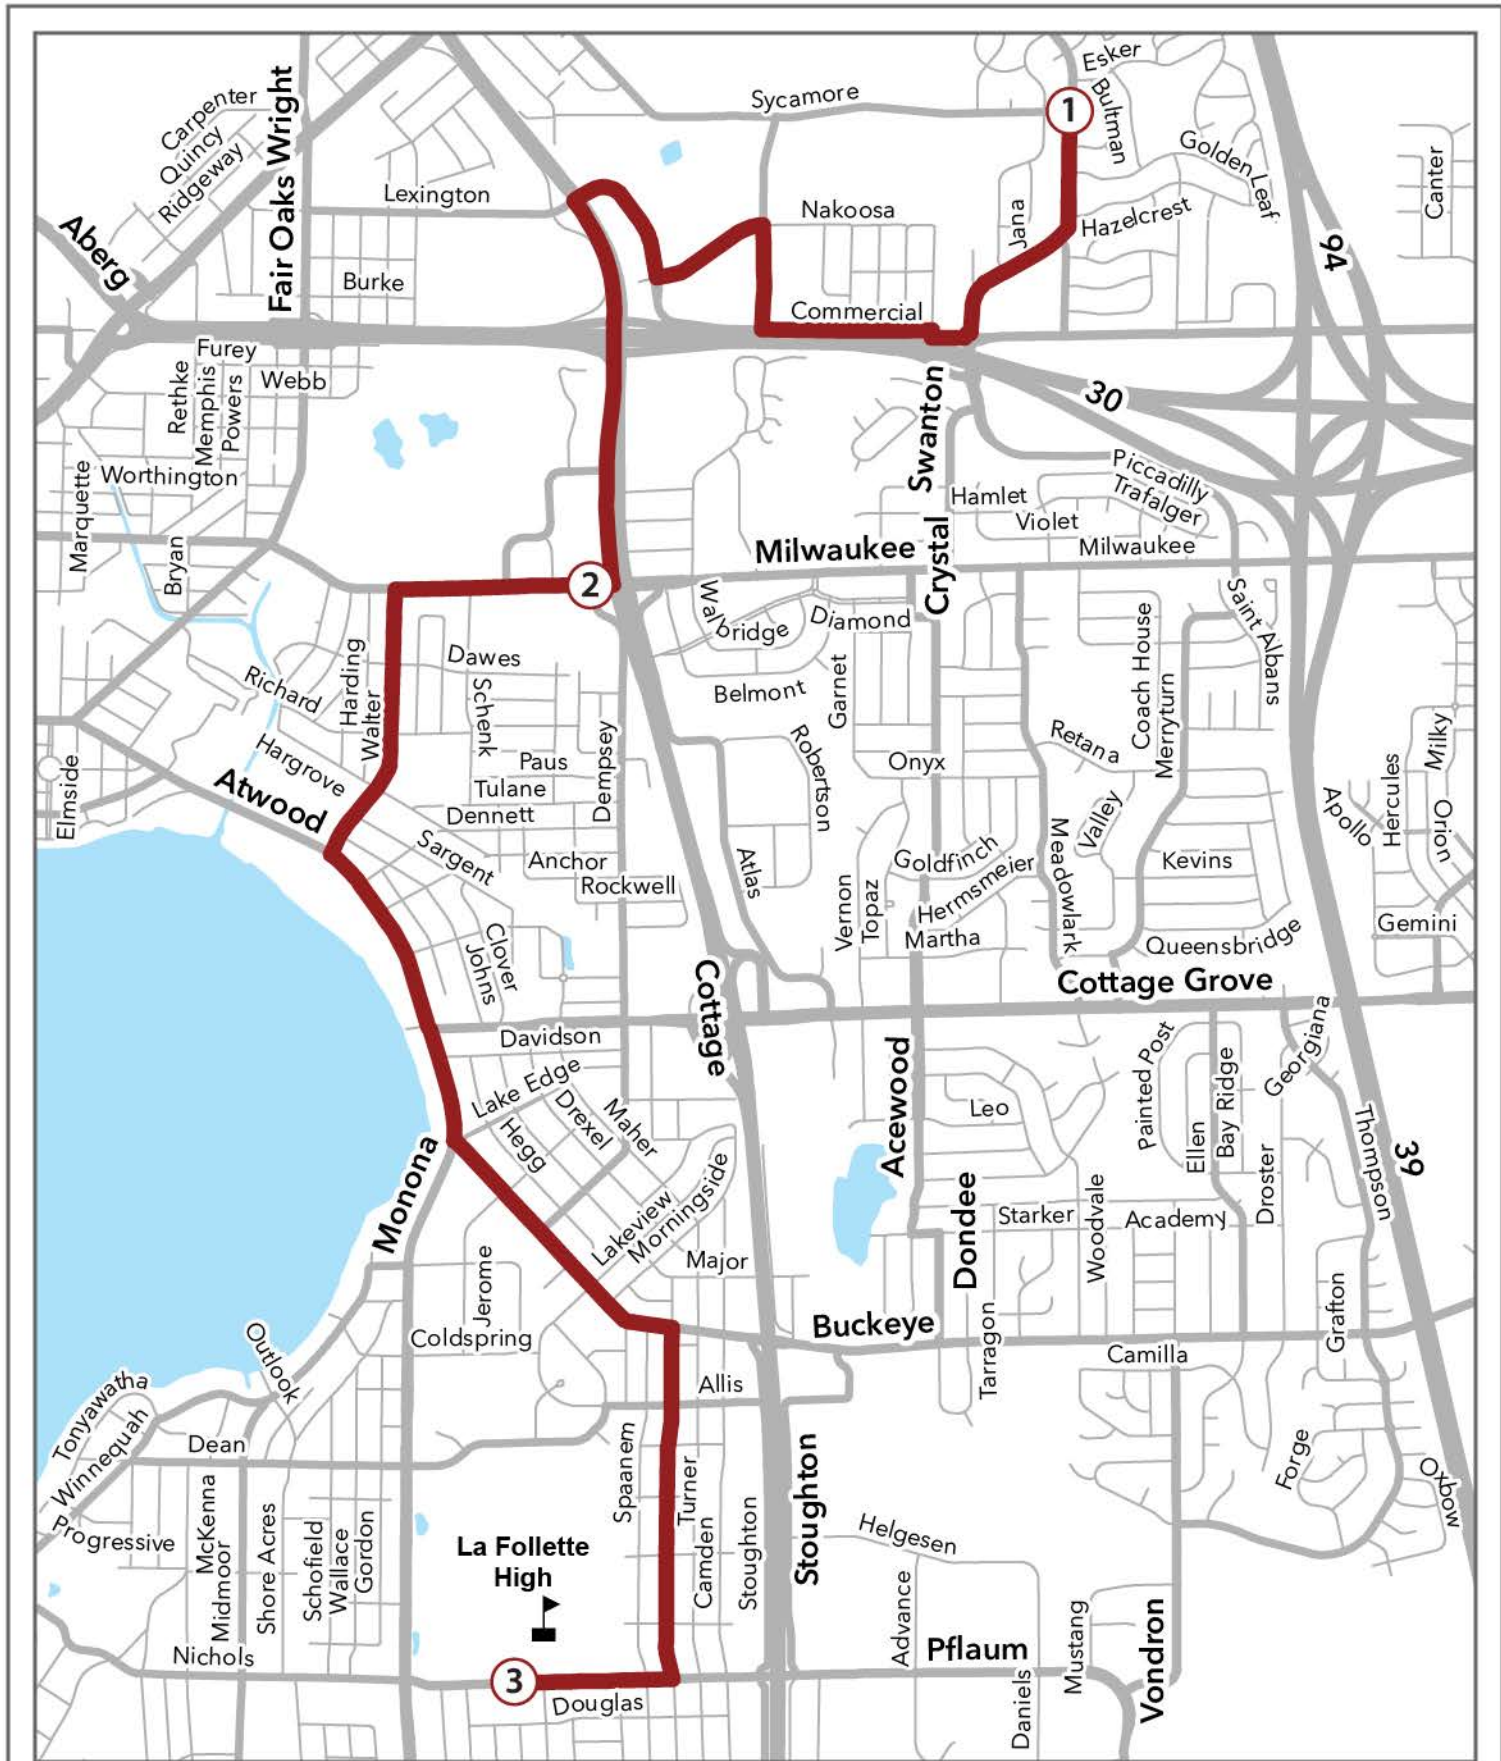 Esker
Carpenter
Sycamore
1
Bultman
Quincy
Fair Oaks Wright
Ridgeway
Golden Leaf
Canter
Lexington
Nakoosa
Jana
Hazelcrest
Aberg
94
Burke
Commercial
Furey
Rethke
Memphis
Powers
Webb
30
Swanton
Worthington
Marquette
Piccadilly
Trafalger
Hamlet
Violet
Bryan
Milwaukee
Milwaukee
Crystal
2
Walbridge
Diamond
Saint Albans
Coach House
Harding
Walter
Dawes
Richard
Schenk
Belmont
Garnet
Merryturn
Hargrove
Dempsey
Paus
Robertson
Onyx
Retana
Milky
Elmside
Atwood
Tulane
Dennett
Valley
Apollo
Hercules
Orion
Sargent
Anchor
Rockwell
Atlas
Goldfinch
Hermsmeier
Meadowlark
Kevins
Vernon
Topaz
Martha
Gemini
Clover
Johns
Queensbridge
Cottage
Cottage Grove
Davidson
Georgiana
Painted Post
Lake Edge
Drexel
Maher
Hegg
Acewood
Leo
Ellen
Bay Ridge
Thompson
39
Monona
Lakeview
Morningside
Dondee
Starker
Woodvale
Academy
Droster
Major
Jerome
Buckeye
Coldspring
Tarragon
Grafton
Camilla
Outlook
Allis
Tonyawatha
Winnequah
Dean
Spaanem
Turner
Stoughton
Forge
Oxbow
Progressive
McKenna
Midmoor
Shore Acres
Schofield
Wallace
Gordon
La Follette
High
Camden
Stoughton
Helgesen
Advance
Pflaum
Daniels
Mustang
Vondron
Nichols
3
Douglas